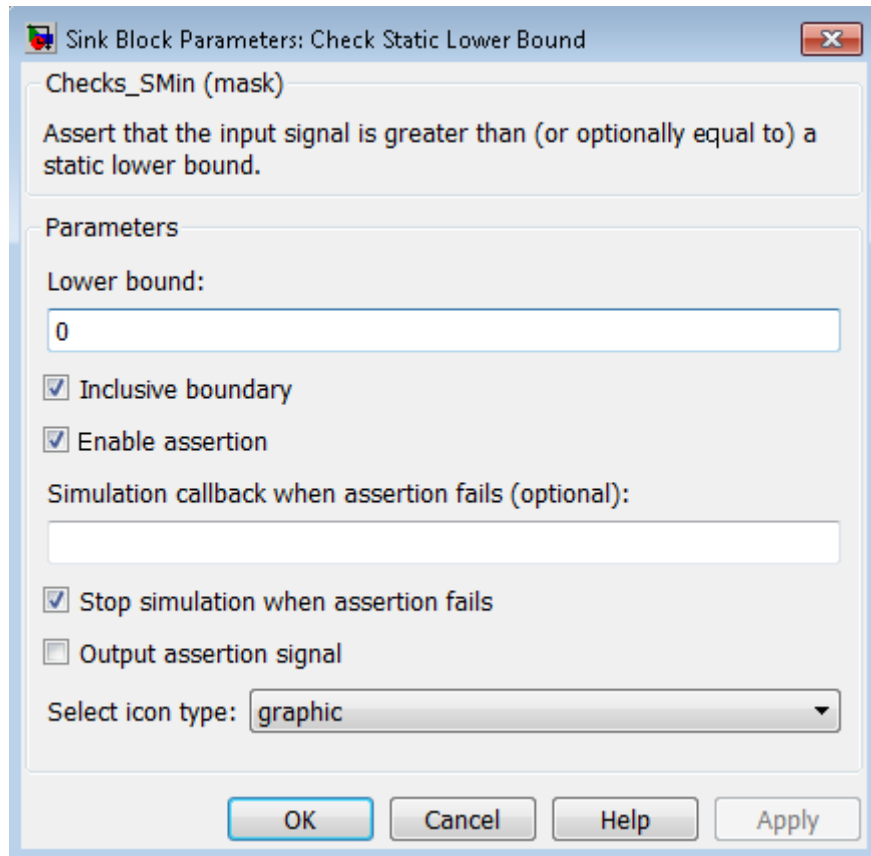 Sink Block Parameters: Check Static Lower Bound
Checks_SMin (mask)
Assert that the input signal is greater than (or optionally equal to) a
static lower bound.
Parameters
Lower bound:
0
Inclusive boundary
Enable assertion
Simulation callback when assertion fails (optional):
Stop simulation when assertion fails
Output assertion signal
Select icon type: graphic
OK Cancel Help Apply